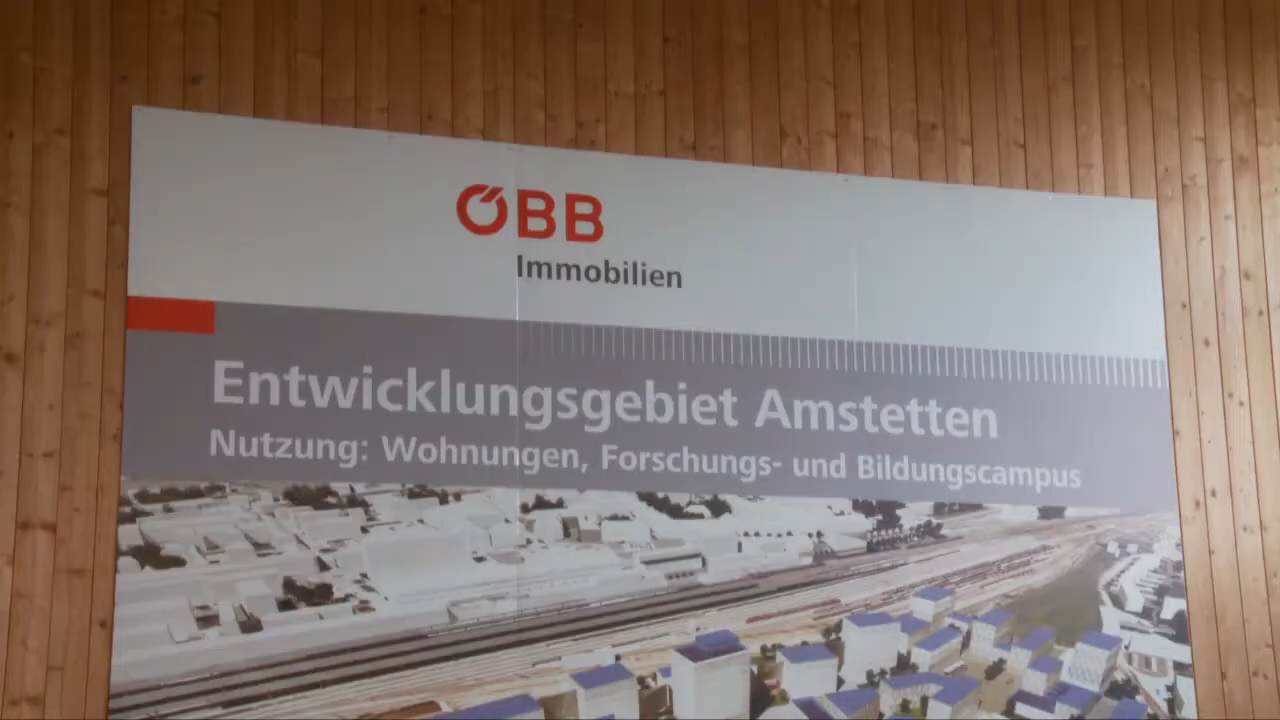 ÖBB
Immobilien
Entwicklungsgebiet Amstetten
Nutzung: Wohnungen, Forschungs- und Bildungscampus